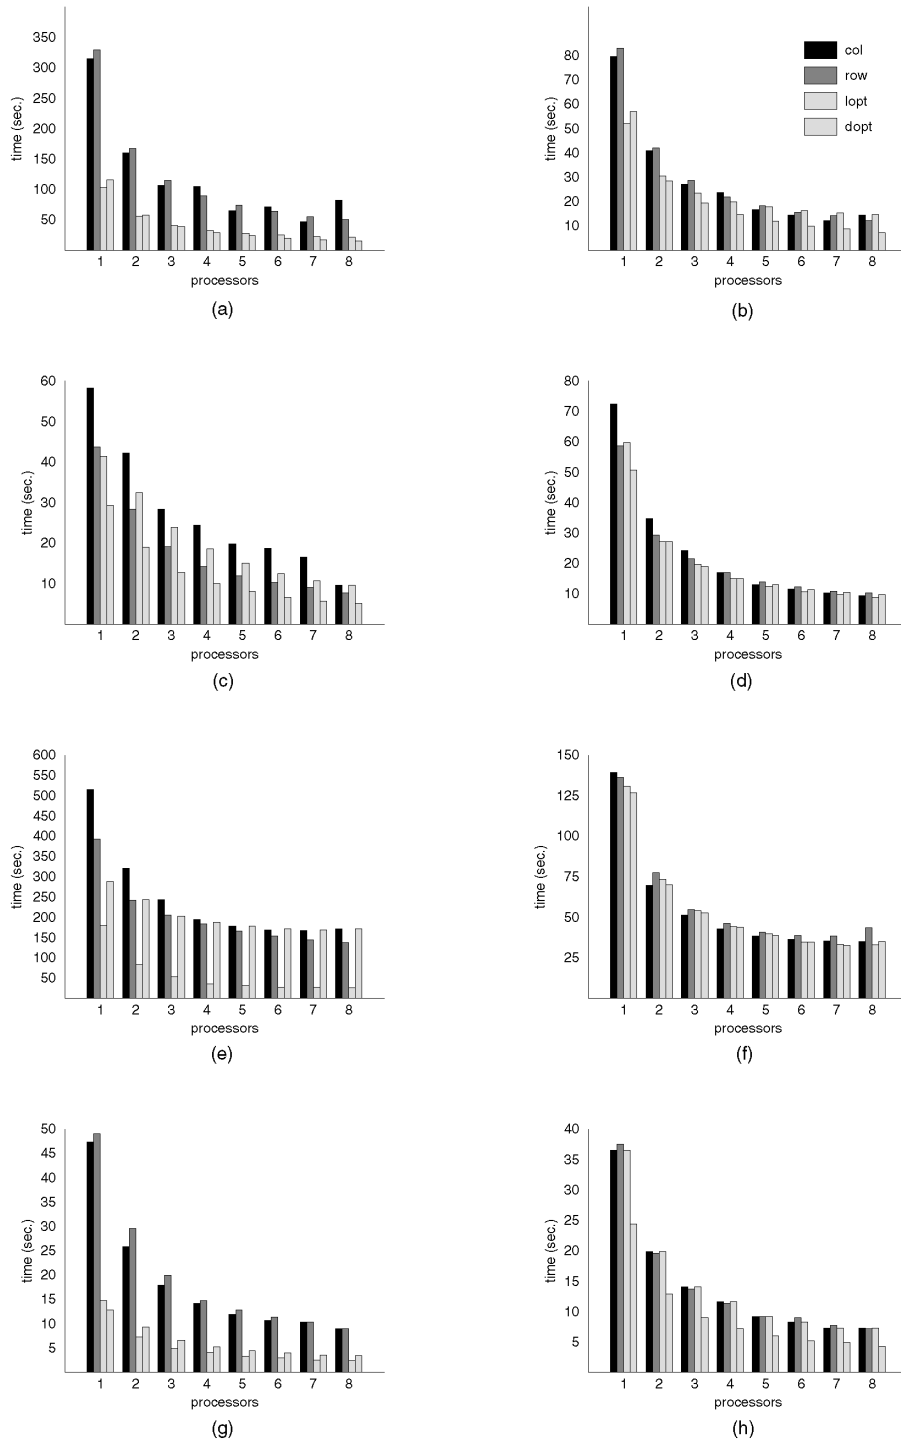 350
300
250
200
150
100
50
time (sec.)
1 2 3 4 5 6 7 8
processors
(a)
80
70
60
50
40
30
20
10
time (sec.)
col
row
lopt
dopt
1 2 3 4 5 6 7 8
processors
(b)
60
50
40
30
20
10
time (sec.)
1 2 3 4 5 6 7 8
processors
(c)
80
70
60
50
40
30
20
10
time (sec.)
1 2 3 4 5 6 7 8
processors
(d)
600
550
500
450
400
350
300
250
200
150
100
50
time (sec.)
1 2 3 4 5 6 7 8
processors
(e)
150
125
100
75
50
25
time (sec.)
1 2 3 4 5 6 7 8
processors
(f)
50
45
40
35
30
25
20
15
10
5
time (sec.)
1 2 3 4 5 6 7 8
processors
(g)
40
35
30
25
20
15
10
5
time (sec.)
1 2 3 4 5 6 7 8
processors
(h)